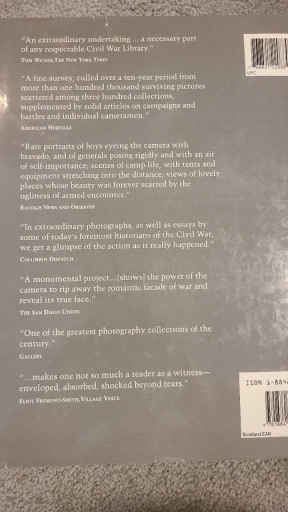 "An extraordinary undertaking ... a necessary part
of any respectable Civil War Library."
TOM WICKER, THE NEW YORK TIMES
"A fine survey, culled over a ten-year period from
more than one hundred thousand surviving pictures
scattered among three hundred collections,
supplemented by solid articles on campaigns and
battles and individual cameramen."
AMERICAN HERITAGE
"Rare portraits of boys eyeing the camera with
bravado, and of generals posing rigidly and with an air
of self-importance; scenes of camp life, with tents and
equipment stretching into the distance; views of lovely
places whose beauty was forever scarred by the
ugliness of armed encounter."
RALEIGH NEWS AND OBSERVER
"In extraordinary photographs, as well as essays by
some of today's foremost historians of the Civil War,
we get a glimpse of the action as it really happened."
COLUMBUS DISPATCH
"A monumental project...[shows] the power of the
camera to rip away the romantic facade of war and
reveal its true face."
THE SAN DIEGO UNION
"One of the greatest photography collections of the
century."
GALLERY
"...makes one not so much a reader as a witness—
enveloped, absorbed, shocked beyond tears."
ELIOT FREMONT-SMITH, VILLAGE VOICE
UPC
ISBN 1-884
Bookland EAN